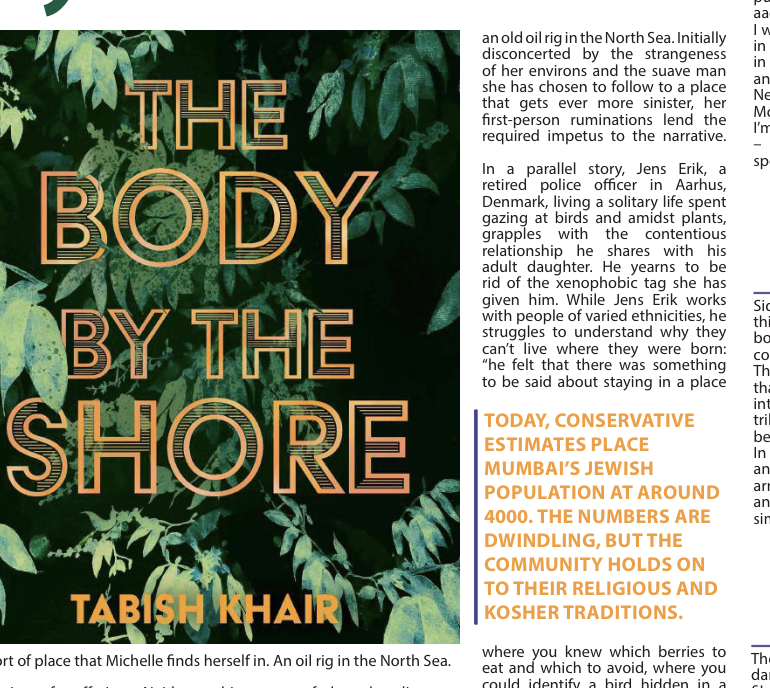 THE
BODY
BY THE
SHORE
TABISH KHAIR
ort of place that Michelle finds herself in. An oil rig in the North Sea.
an old oil rig in the North Sea. Initially
disconcerted by the strangeness
of her environs and the suave man
she has chosen to follow to a place
that gets ever more sinister, her
first-person ruminations lend the
required impetus to the narrative.
In a parallel story, Jens Erik, a
retired police officer in Aarhus,
Denmark, living a solitary life spent
gazing at birds and amidst plants,
grapples with the contentious
relationship he shares with his
adult daughter. He yearns to be
rid of the xenophobic tag she has
given him. While Jens Erik works
with people of varied ethnicities, he
struggles to understand why they
can’t live where they were born:
“he felt that there was something
to be said about staying in a place
TODAY, CONSERVATIVE
ESTIMATES PLACE
MUMBAI’S JEWISH
POPULATION AT AROUND
4000. THE NUMBERS ARE
DWINDLING, BUT THE
COMMUNITY HOLDS ON
TO THEIR RELIGIOUS AND
KOSHER TRADITIONS.
where you knew which berries to
eat and which to avoid, where you
could identify a bird hidden in a